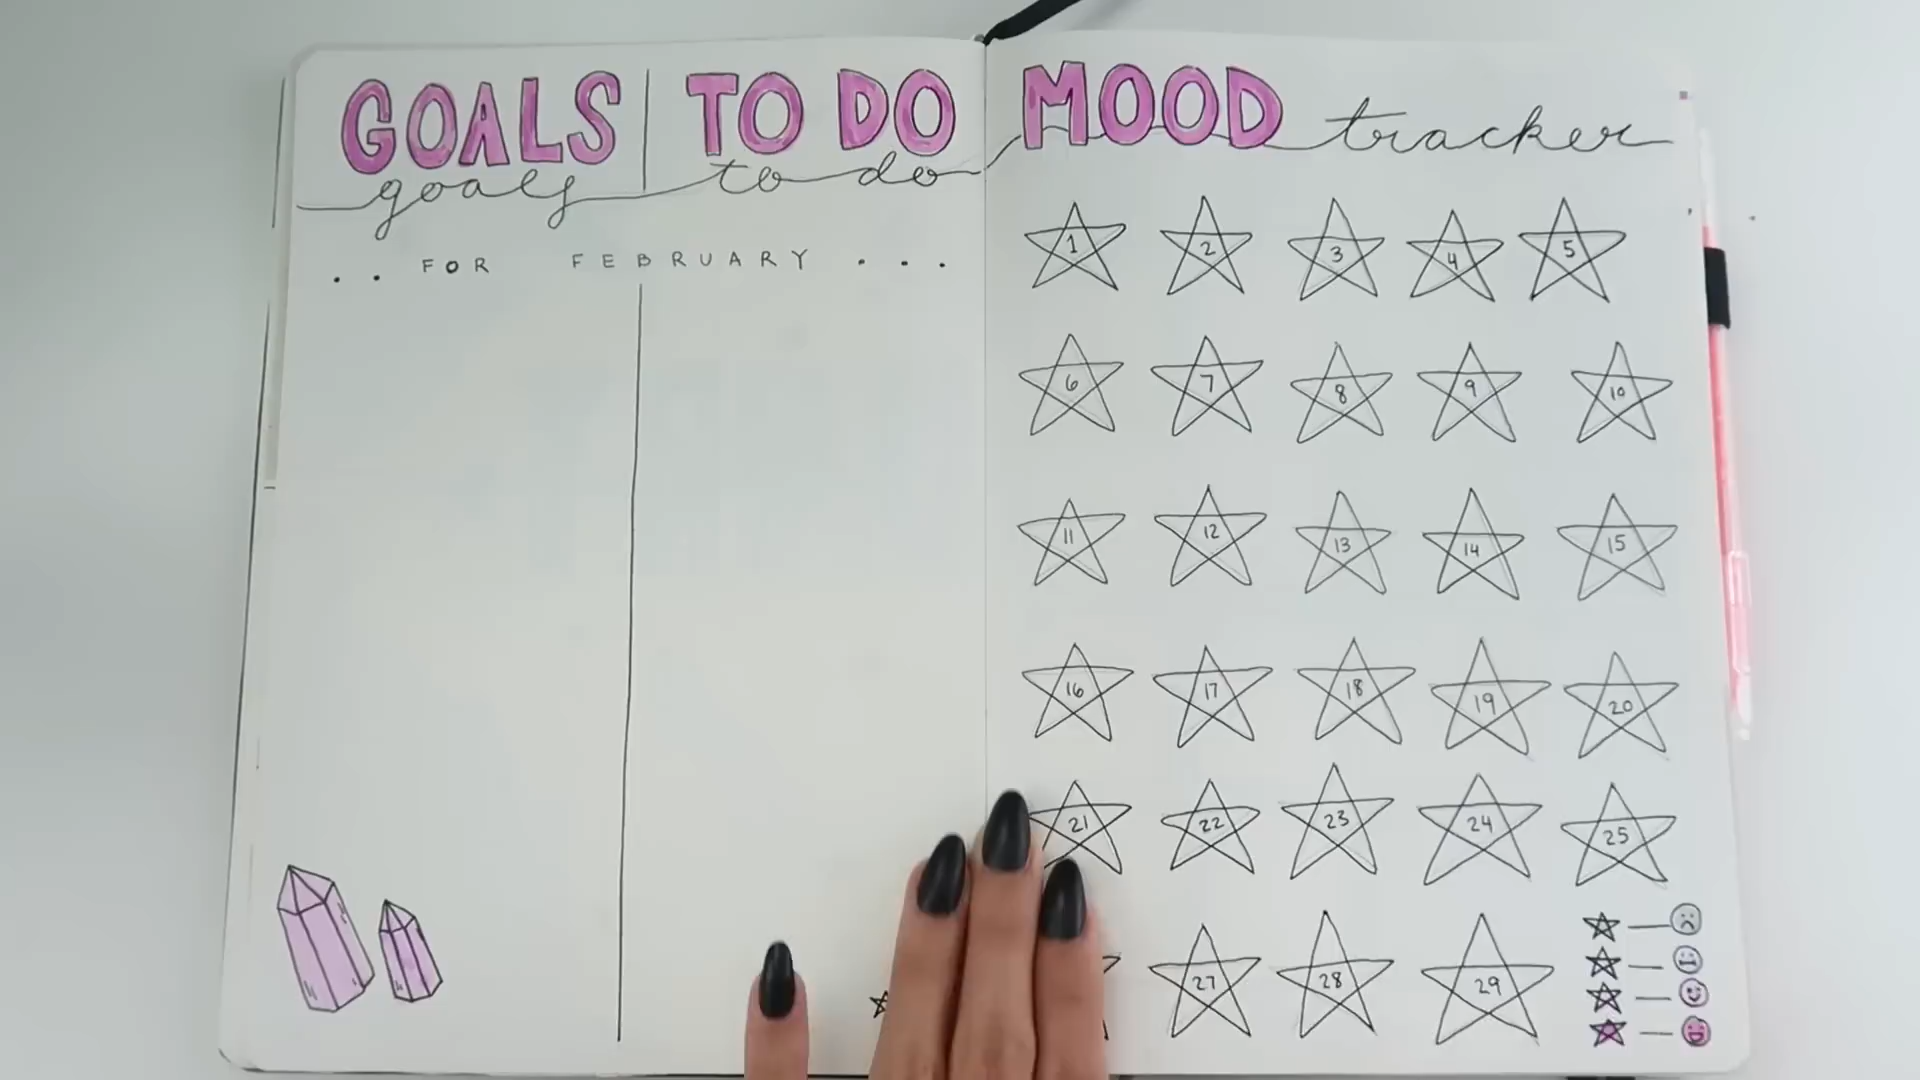 GOALS TO DO
goals to do
.. FOR FEBRUARY ...
MOOD tracker
1 2 3 4 5
6 7 8 9 10
11 12 13 14 15
16 17 18 19 20
21 22 23 24 25
27 28 29